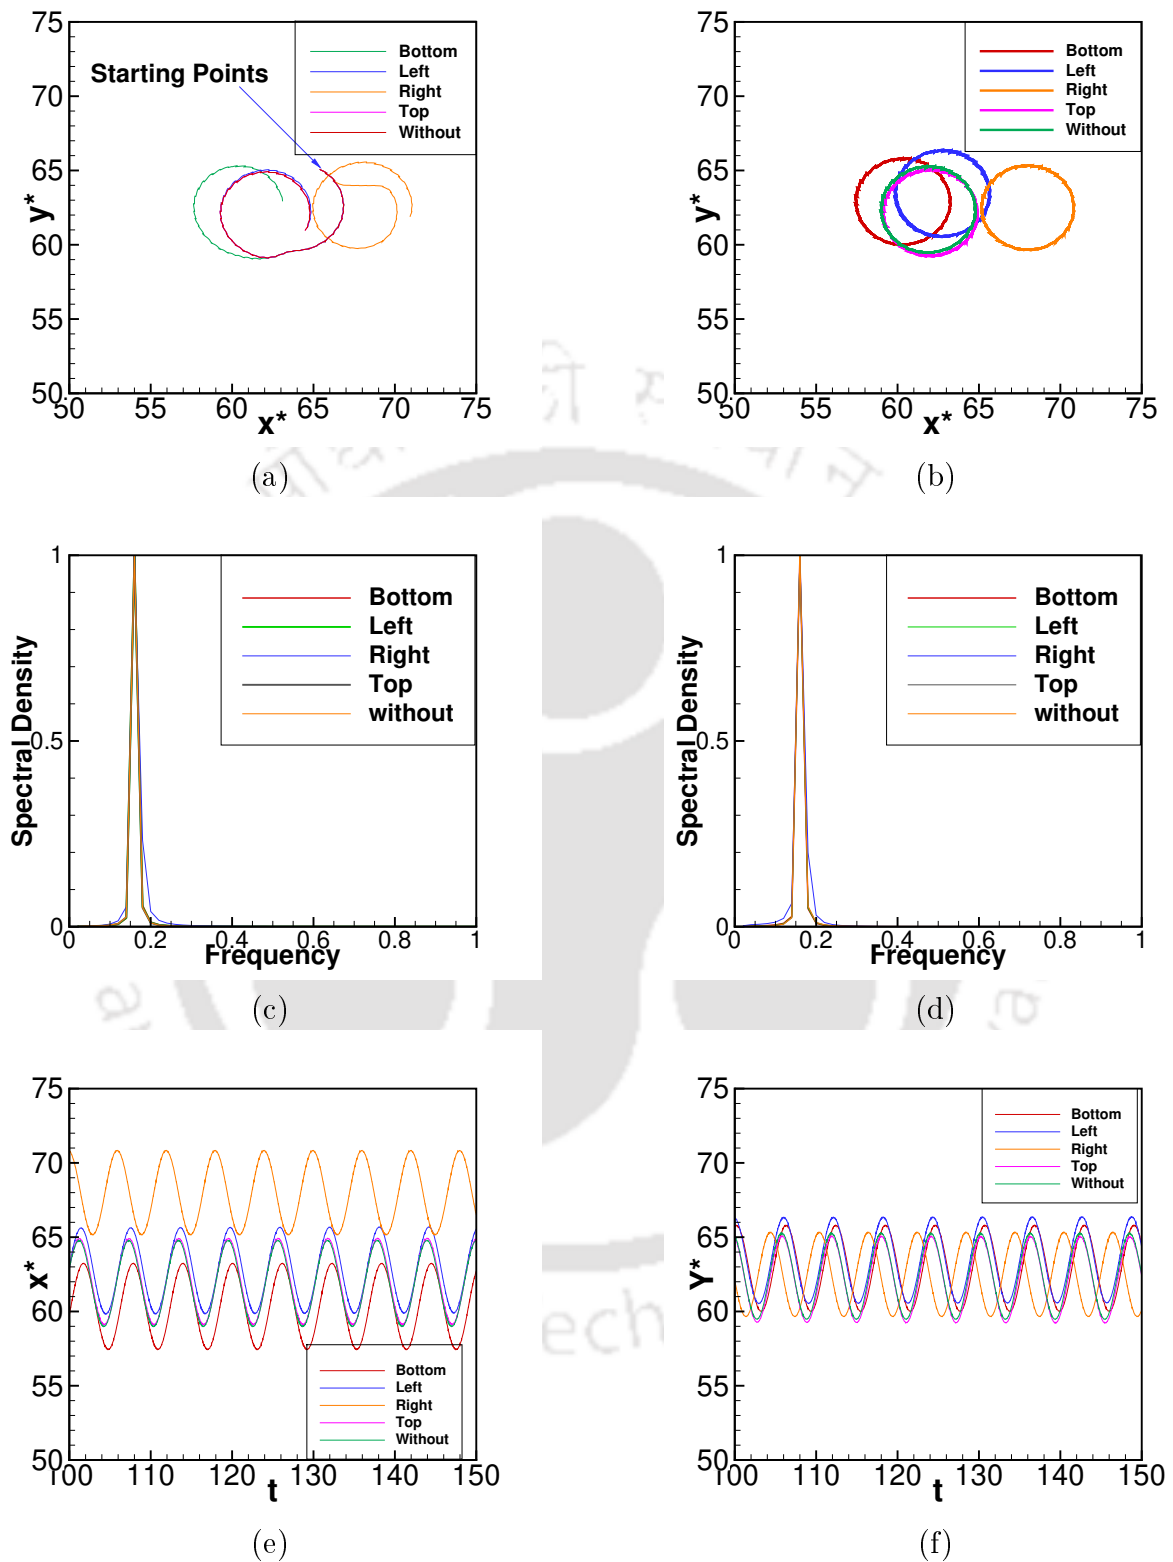 75
70
65
60
55
50
y*
50
55
60
65
70
75
x*
Starting Points
Bottom
Left
Right
Top
Without
(a)
75
70
65
60
55
50
y*
50
55
60
65
70
75
x*
Bottom
Left
Right
Top
Without
(b)
1
0.5
0
Spectral Density
0
0.2
0.4
0.6
0.8
1
Frequency
Bottom
Left
Right
Top
without
(c)
1
0.5
0
Spectral Density
0
0.2
0.4
0.6
0.8
1
Frequency
Bottom
Left
Right
Top
without
(d)
75
70
65
60
55
50
x*
100
110
120
130
140
150
t
Bottom
Left
Right
Top
Without
(e)
75
70
65
60
55
50
Y*
100
110
120
130
140
150
t
Bottom
Left
Right
Top
Without
(f)
ech